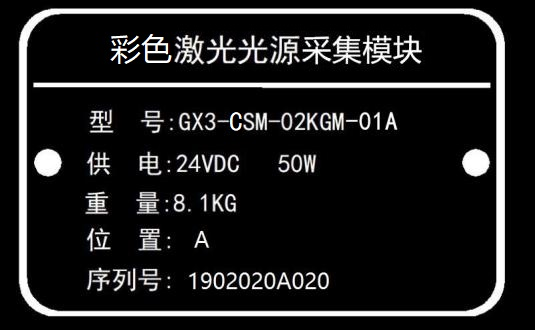 彩色激光光源采集模块
型 号:GX3-CSM-02KGM-01A
供 电:24VDC 50W
重 量:8.1KG
位 置: A
序列号: 1902020A020